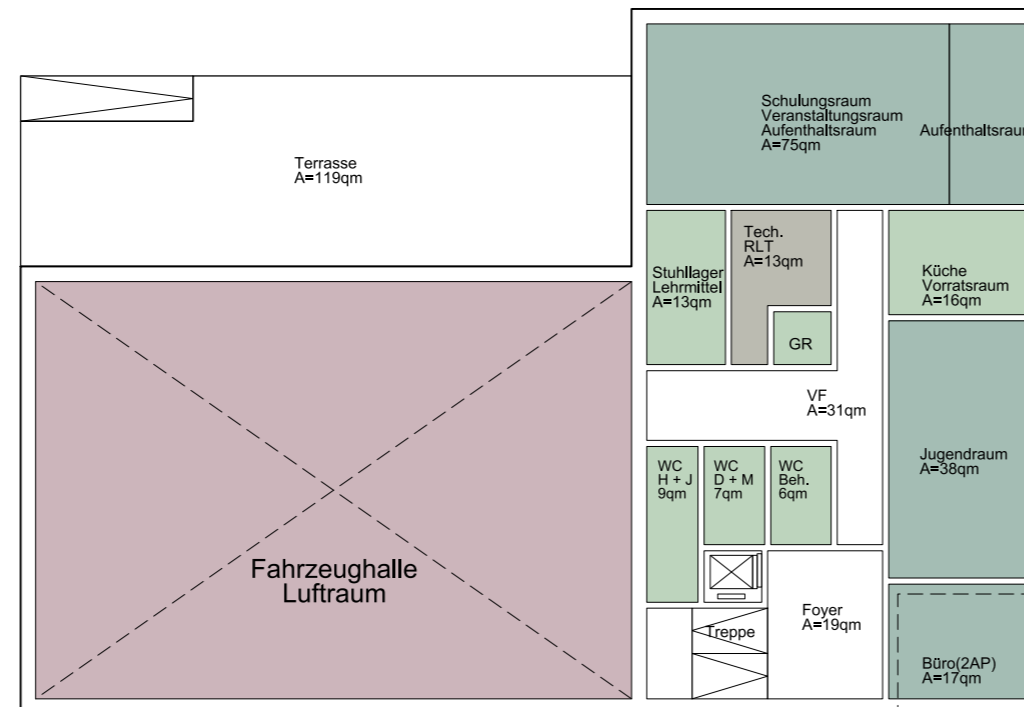 Schulungsraum
Veranstaltungsraum
Aufenthaltsraum
A=75qm
Aufenthaltsraum
Terrasse
A=119qm
Tech.
RLT
A=13qm
Stuhllager
Lehrmittel
A=13qm
Küche
Vorratsraum
A=16qm
GR
VF
A=31qm
Jugendraum
A=38qm
WC
H + J
9qm
WC
D + M
7qm
WC
Beh.
6qm
Fahrzeughalle
Luftraum
Treppe
Foyer
A=19qm
Büro(2AP)
A=17qm